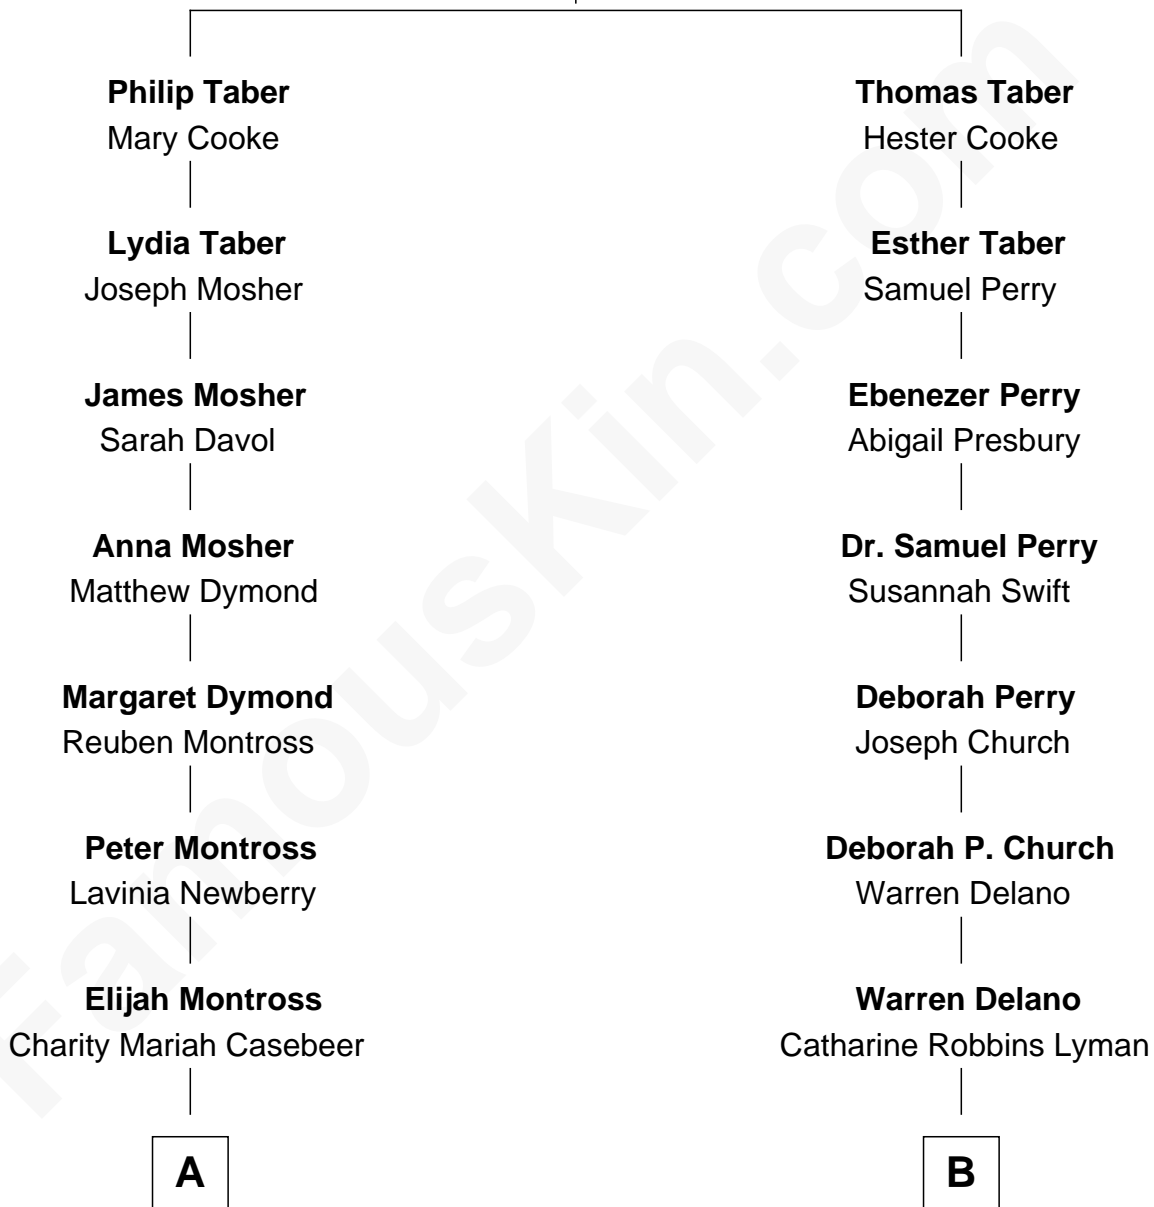 Philip Taber
Mary Cooke
Lydia Taber
Joseph Mosher
James Mosher
Sarah Davol
Anna Mosher
Matthew Dymond
Margaret Dymond
Reuben Montross
Peter Montross
Lavinia Newberry
Elijah Montross
Charity Mariah Casebeer
A
Thomas Taber
Hester Cooke
Esther Taber
Samuel Perry
Ebenezer Perry
Abigail Presbury
Dr. Samuel Perry
Susannah Swift
Deborah Perry
Joseph Church
Deborah P. Church
Warren Delano
Warren Delano
Catharine Robbins Lyman
B
FamousKin.com